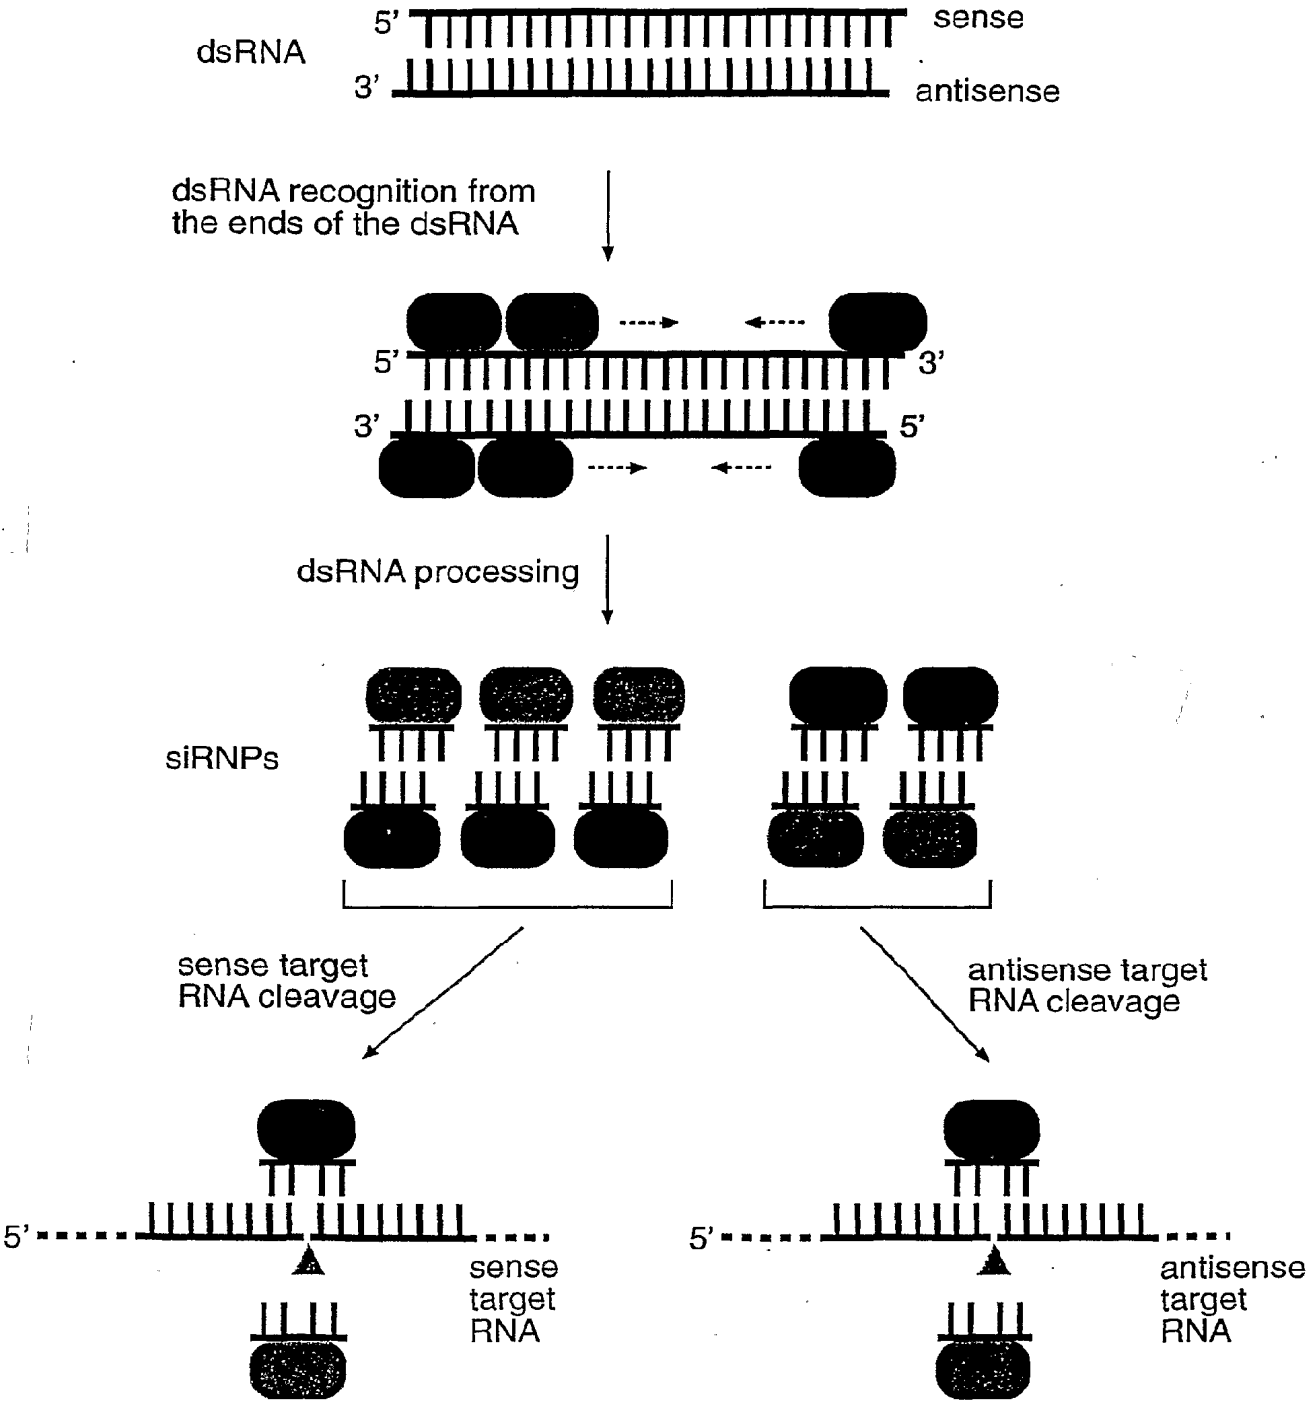 5’
sense
dsRNA
3’
antisense
dsRNA recognition from
the ends of the dsRNA
5’
3’
3’
5’
dsRNA processing
siRNPs
sense target
RNA cleavage
antisense target
RNA cleavage
5’
sense
target
RNA
5’
antisense
target
RNA